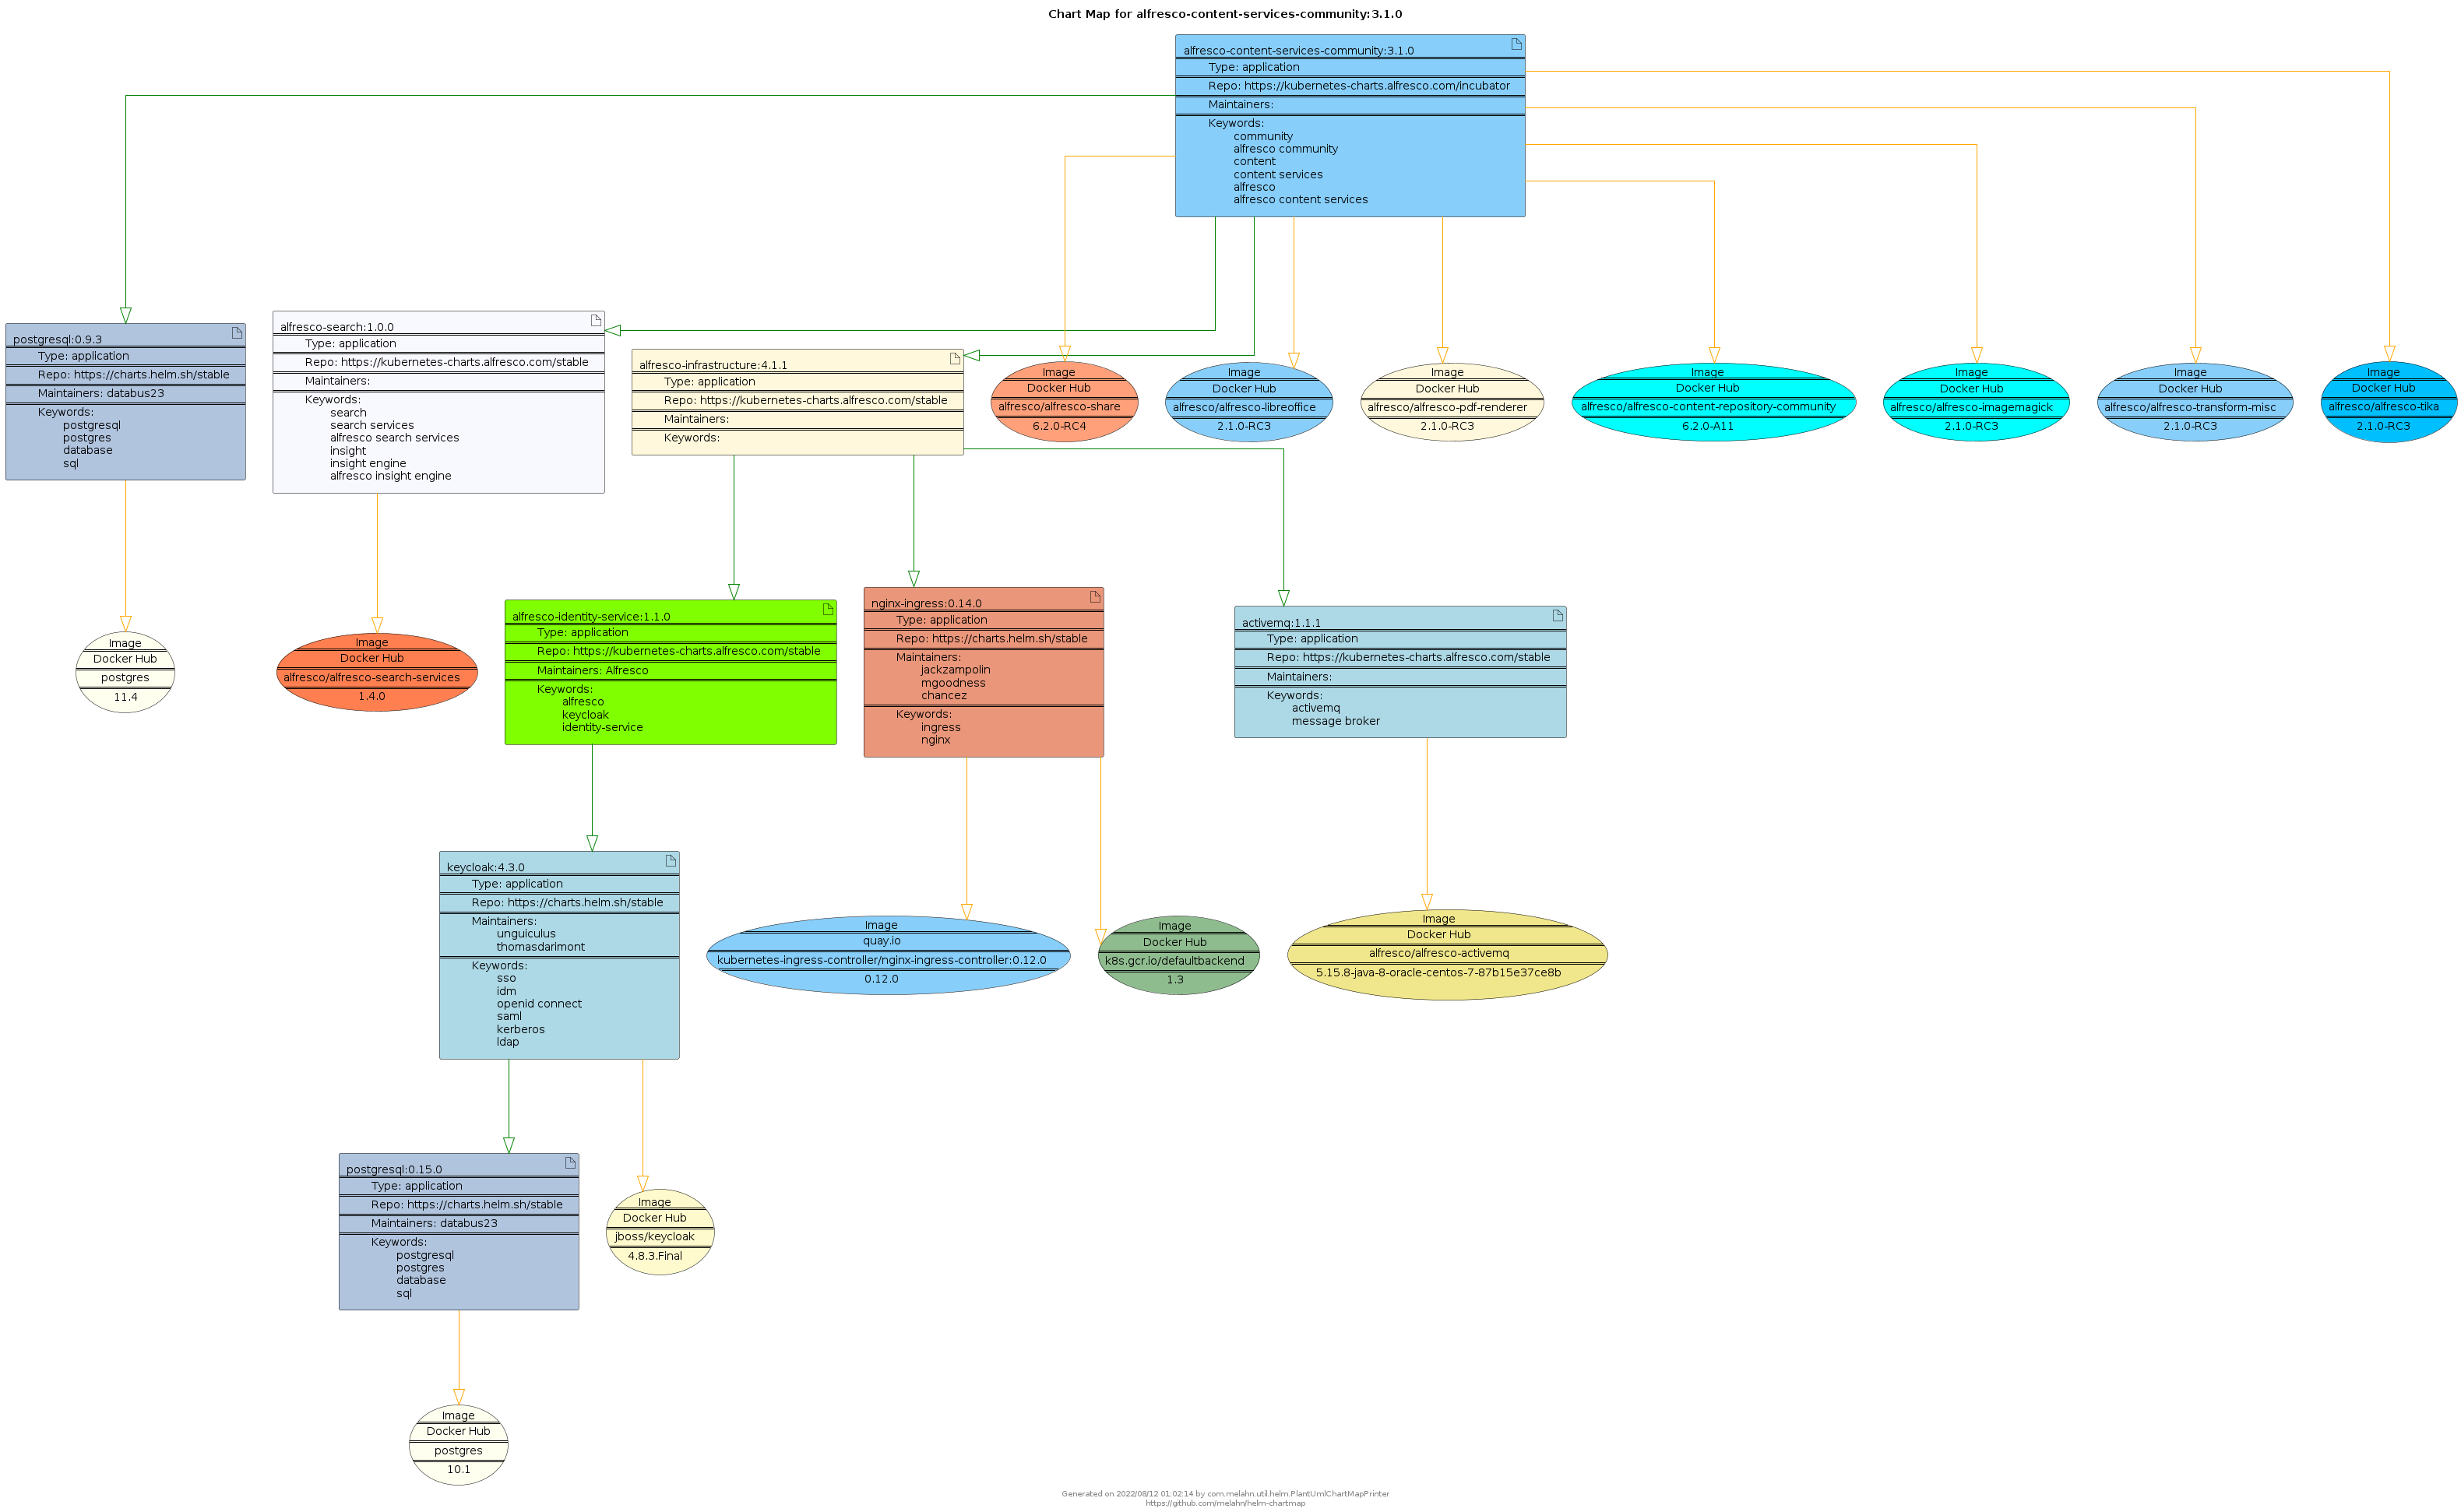 Chart Map for alfresco-content-services-community:3.1.0
alfresco-content-services-community:3.1.0
Type: application
Repo: https://kubernetes-charts.alfresco.com/incubator
Maintainers:
Keywords:
community
alfresco community
content
content services
alfresco
alfresco content services
postgresql:0.9.3
Type: application
Repo: https://charts.helm.sh/stable
Maintainers: databus23
Keywords:
postgresql
postgres
database
sql
alfresco-search:1.0.0
Type: application
Repo: https://kubernetes-charts.alfresco.com/stable
Maintainers:
Keywords:
search
search services
alfresco search services
insight
insight engine
alfresco insight engine
alfresco-infrastructure:4.1.1
Type: application
Repo: https://kubernetes-charts.alfresco.com/stable
Maintainers:
Keywords:
Image
Docker Hub
alfresco/alfresco-share
6.2.0-RC4
Image
Docker Hub
alfresco/alfresco-libreoffice
2.1.0-RC3
Image
Docker Hub
alfresco/alfresco-pdf-renderer
2.1.0-RC3
Image
Docker Hub
alfresco/alfresco-content-repository-community
6.2.0-A11
Image
Docker Hub
alfresco/alfresco-imagemagick
2.1.0-RC3
Image
Docker Hub
alfresco/alfresco-transform-misc
2.1.0-RC3
Image
Docker Hub
alfresco/alfresco-tika
2.1.0-RC3
Image
Docker Hub
postgres
11.4
Image
Docker Hub
alfresco/alfresco-search-services
1.4.0
alfresco-identity-service:1.1.0
Type: application
Repo: https://kubernetes-charts.alfresco.com/stable
Maintainers: Alfresco
Keywords:
alfresco
keycloak
identity-service
nginx-ingress:0.14.0
Type: application
Repo: https://charts.helm.sh/stable
Maintainers:
jackzampolin
mgoodness
chancez
Keywords:
ingress
nginx
activemq:1.1.1
Type: application
Repo: https://kubernetes-charts.alfresco.com/stable
Maintainers:
Keywords:
activemq
message broker
keycloak:4.3.0
Type: application
Repo: https://charts.helm.sh/stable
Maintainers:
unguiculus
thomasdarimont
Keywords:
sso
idm
openid connect
saml
kerberos
ldap
Image
quay.io
kubernetes-ingress-controller/nginx-ingress-controller:0.12.0
0.12.0
Image
Docker Hub
k8s.gcr.io/defaultbackend
1.3
Image
Docker Hub
alfresco/alfresco-activemq
5.15.8-java-8-oracle-centos-7-87b15e37ce8b
postgresql:0.15.0
Type: application
Repo: https://charts.helm.sh/stable
Maintainers: databus23
Keywords:
postgresql
postgres
database
sql
Image
Docker Hub
jboss/keycloak
4.8.3.Final
Image
Docker Hub
postgres
10.1
Generated on 2022/08/12 01:02:14 by com.melahn.util.helm.PlantUmlChartMapPrinter
https://github.com/melahn/helm-chartmap